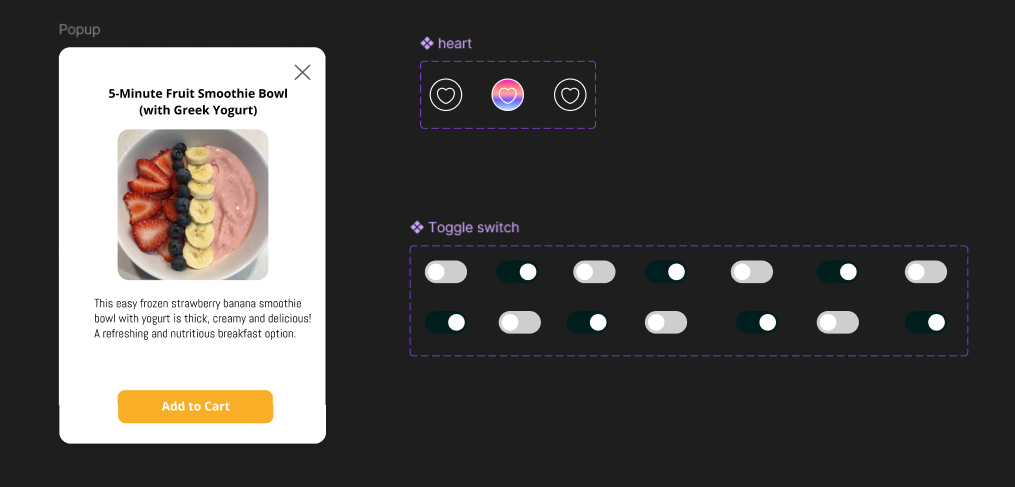 Popup
5-Minute Fruit Smoothie Bowl
(with Greek Yogurt)
This easy frozen strawberry banana smoothie
bowl with yogurt is thick, creamy and delicious!
A refreshing and nutritious breakfast option.
Add to Cart
heart
Toggle switch